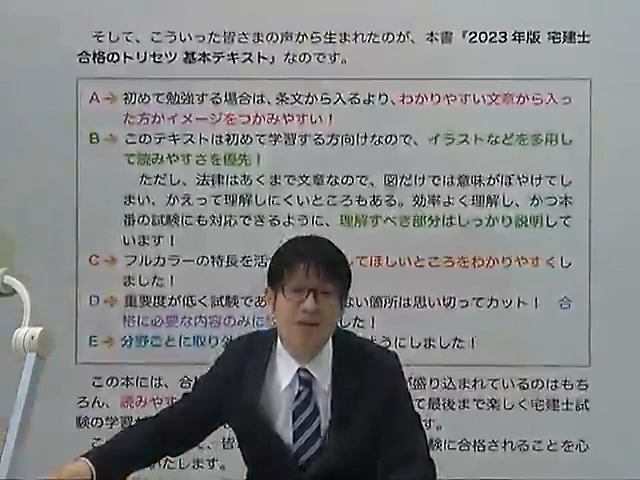 そして、こういった皆さまの声から生まれたのが、本書『2023年版 宅建士
合格のトリセツ 基本テキスト』なのです。
A➔ 初めて勉強する場合は、条文から入るより、わかりやすい文章から入っ
た方がイメージをつかみやすい！
B➔ このテキストは初めて学習する方向けなので、イラストなどを多用し
て読みやすさを優先！
ただし、法律はあくまで文章なので、図だけでは意味がぼやけてし
まい、かえって理解しにくいところもある。効率よく理解し、かつ本
番の試験にも対応できるように、理解すべき部分はしっかり説明して
います！
C➔ フルカラーの特長を活 してほしいところをわかりやすくし
ました！
D➔ 重要度が低く試験であ ない箇所は思い切ってカット！ 合
格に必要な内容のみに した！
E➔ 分野ごとに取り外 ようにしました！
この本には、合 が盛り込まれているのはもち
ろん、読みやす て最後まで楽しく宅建士試
験の学習 
こ て、皆 験に合格されることを心
いたします。